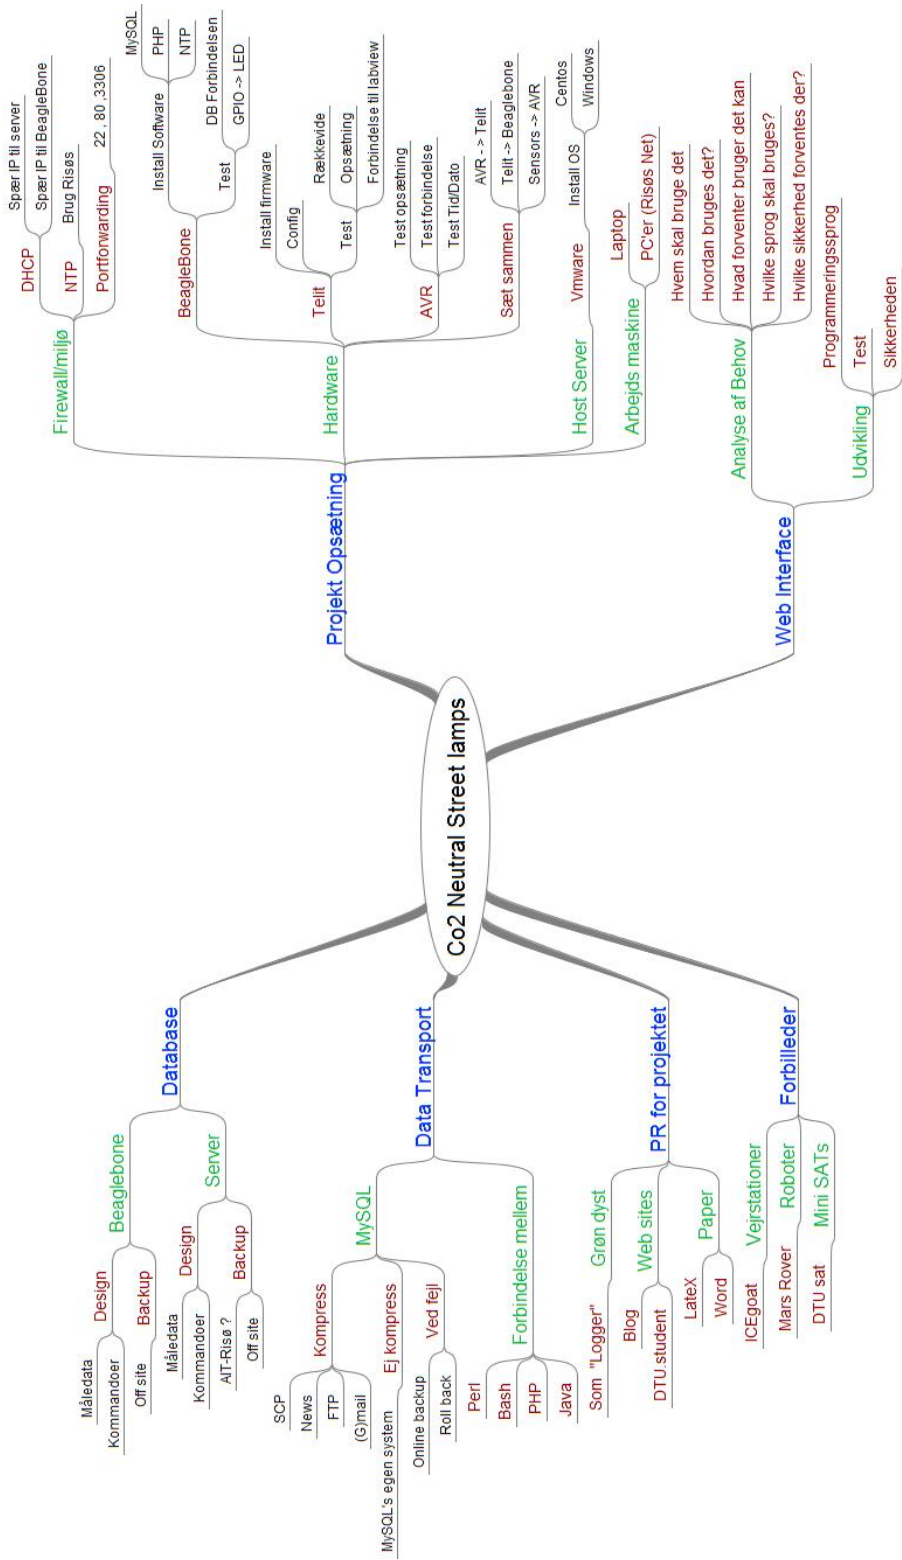 Co2 Neutral Street lamps
Database
Beaglebone
Design
Måledata
Kommandoer
Backup
Off site
Server
Design
Måledata
Kommandoer
Backup
AIT-Risø ?
Off site
Data Transport
MySQL
Kompress
SCP
News
FTP
(G)mail
Ej kompress
MySQL's egen system
Ved fejl
Online backup
Roll back
Forbindelse mellem
Perl
Bash
PHP
Java
PR for projektet
Grøn dyst
Som "Logger"
Web sites
Blog
DTU.student
Paper
LateX
Word
Forbilleder
Vejrstationer
ICEgoat
Roboter
Mars Rover
Mini SATs
DTU sat
Projekt Opsætning
Firewall/miljø
DHCP
Spær IP til server
Spær IP til BeagleBone
NTP
Brug Risøs
Portforwarding
22 , 80 ,3306
Hardware
BeagleBone
Install Software
MySQL
PHP
NTP
Test
DB Forbindelsen
GPIO -> LED
Telit
Install firmware
Config
Test
Rækkevide
Opsætning
Forbindelse til labview
AVR
Test opsætning
Test forbindelse
Test Tid/Dato
Sæt sammen
AVR - > Telit
Telit -> Beaglebone
Sensors -> AVR
Host Server
Vmware
Install OS
Centos
Windows
Arbejds maskine
Laptop
PC'er (Risøs Net)
Web Interface
Analyse af Behov
Hvem skal bruge det
Hvordan bruges det?
Hvad forventer bruger det kan
Hvilke sprog skal bruges?
Hvilke sikkerhed forventes der?
Udvikling
Programmeringssprog
Test
Sikkerheden